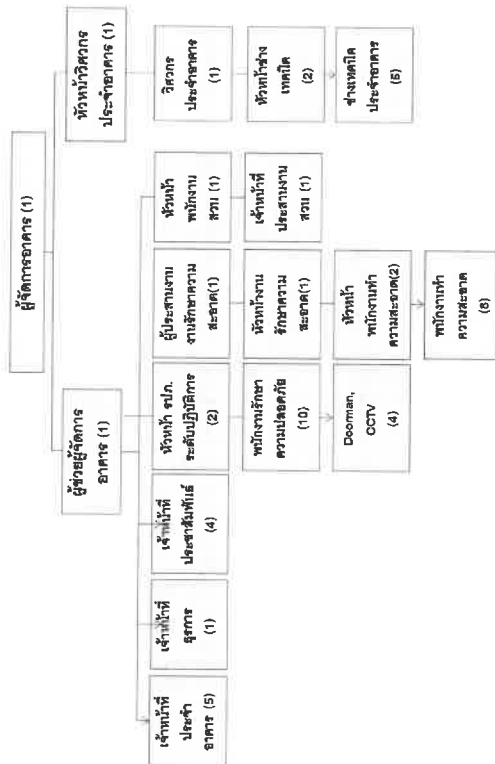 ผู้จัดการอาคาร (1)
ผู้ช่วยผู้จัดการ
อาคาร (1)
หัวหน้าวิศวกร
ประจำอาคาร (1)
เจ้าหน้าที่
ประจำ
อาคาร (5)
เจ้าหน้าที่
ธุรการ
(1)
เจ้าหน้าที่
ประชาสัมพันธ์
(4)
หัวหน้า รปภ.
ระดับปฏิบัติการ
(2)
พนักงานรักษา
ความปลอดภัย
(10)
Doorman,
CCTV
(4)
ผู้ประสานงาน
งานรักษาความ
สะอาด(1)
หัวหน้างาน
รักษาความ
สะอาด(1)
หัวหน้า
พนักงานทำ
ความสะอาด(2)
พนักงานทำ
ความสะอาด
(8)
หัวหน้า
พนักงาน
สวน (1)
เจ้าหน้าที่
ประสานงาน
สวน (1)
วิศวกร
ประจำอาคาร
(1)
หัวหน้าช่าง
เทคนิค
(2)
ช่างเทคนิค
ประจำอาคาร
(5)